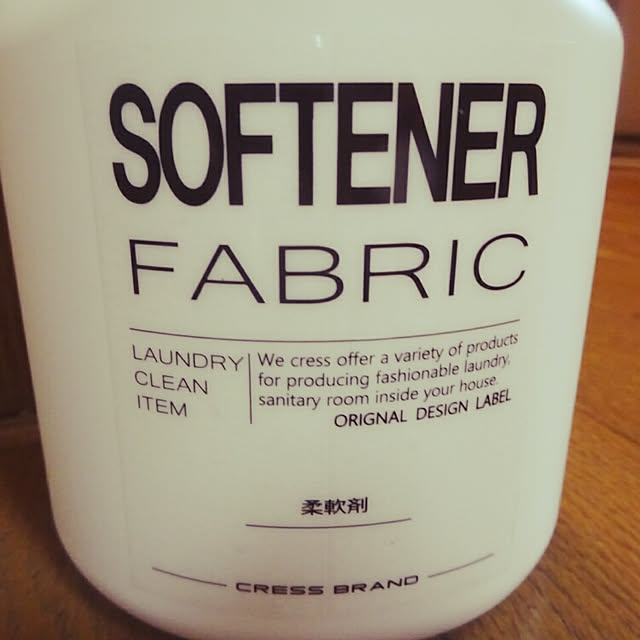 SOFTENER
FABRIC
LAUNDRY
CLEAN
ITEM
We cress offer a variety of products
for producing fashionable laundry,
sanitary room inside your house.
ORIGNAL DESIGN LABEL
柔軟剤
CRESS BRAND